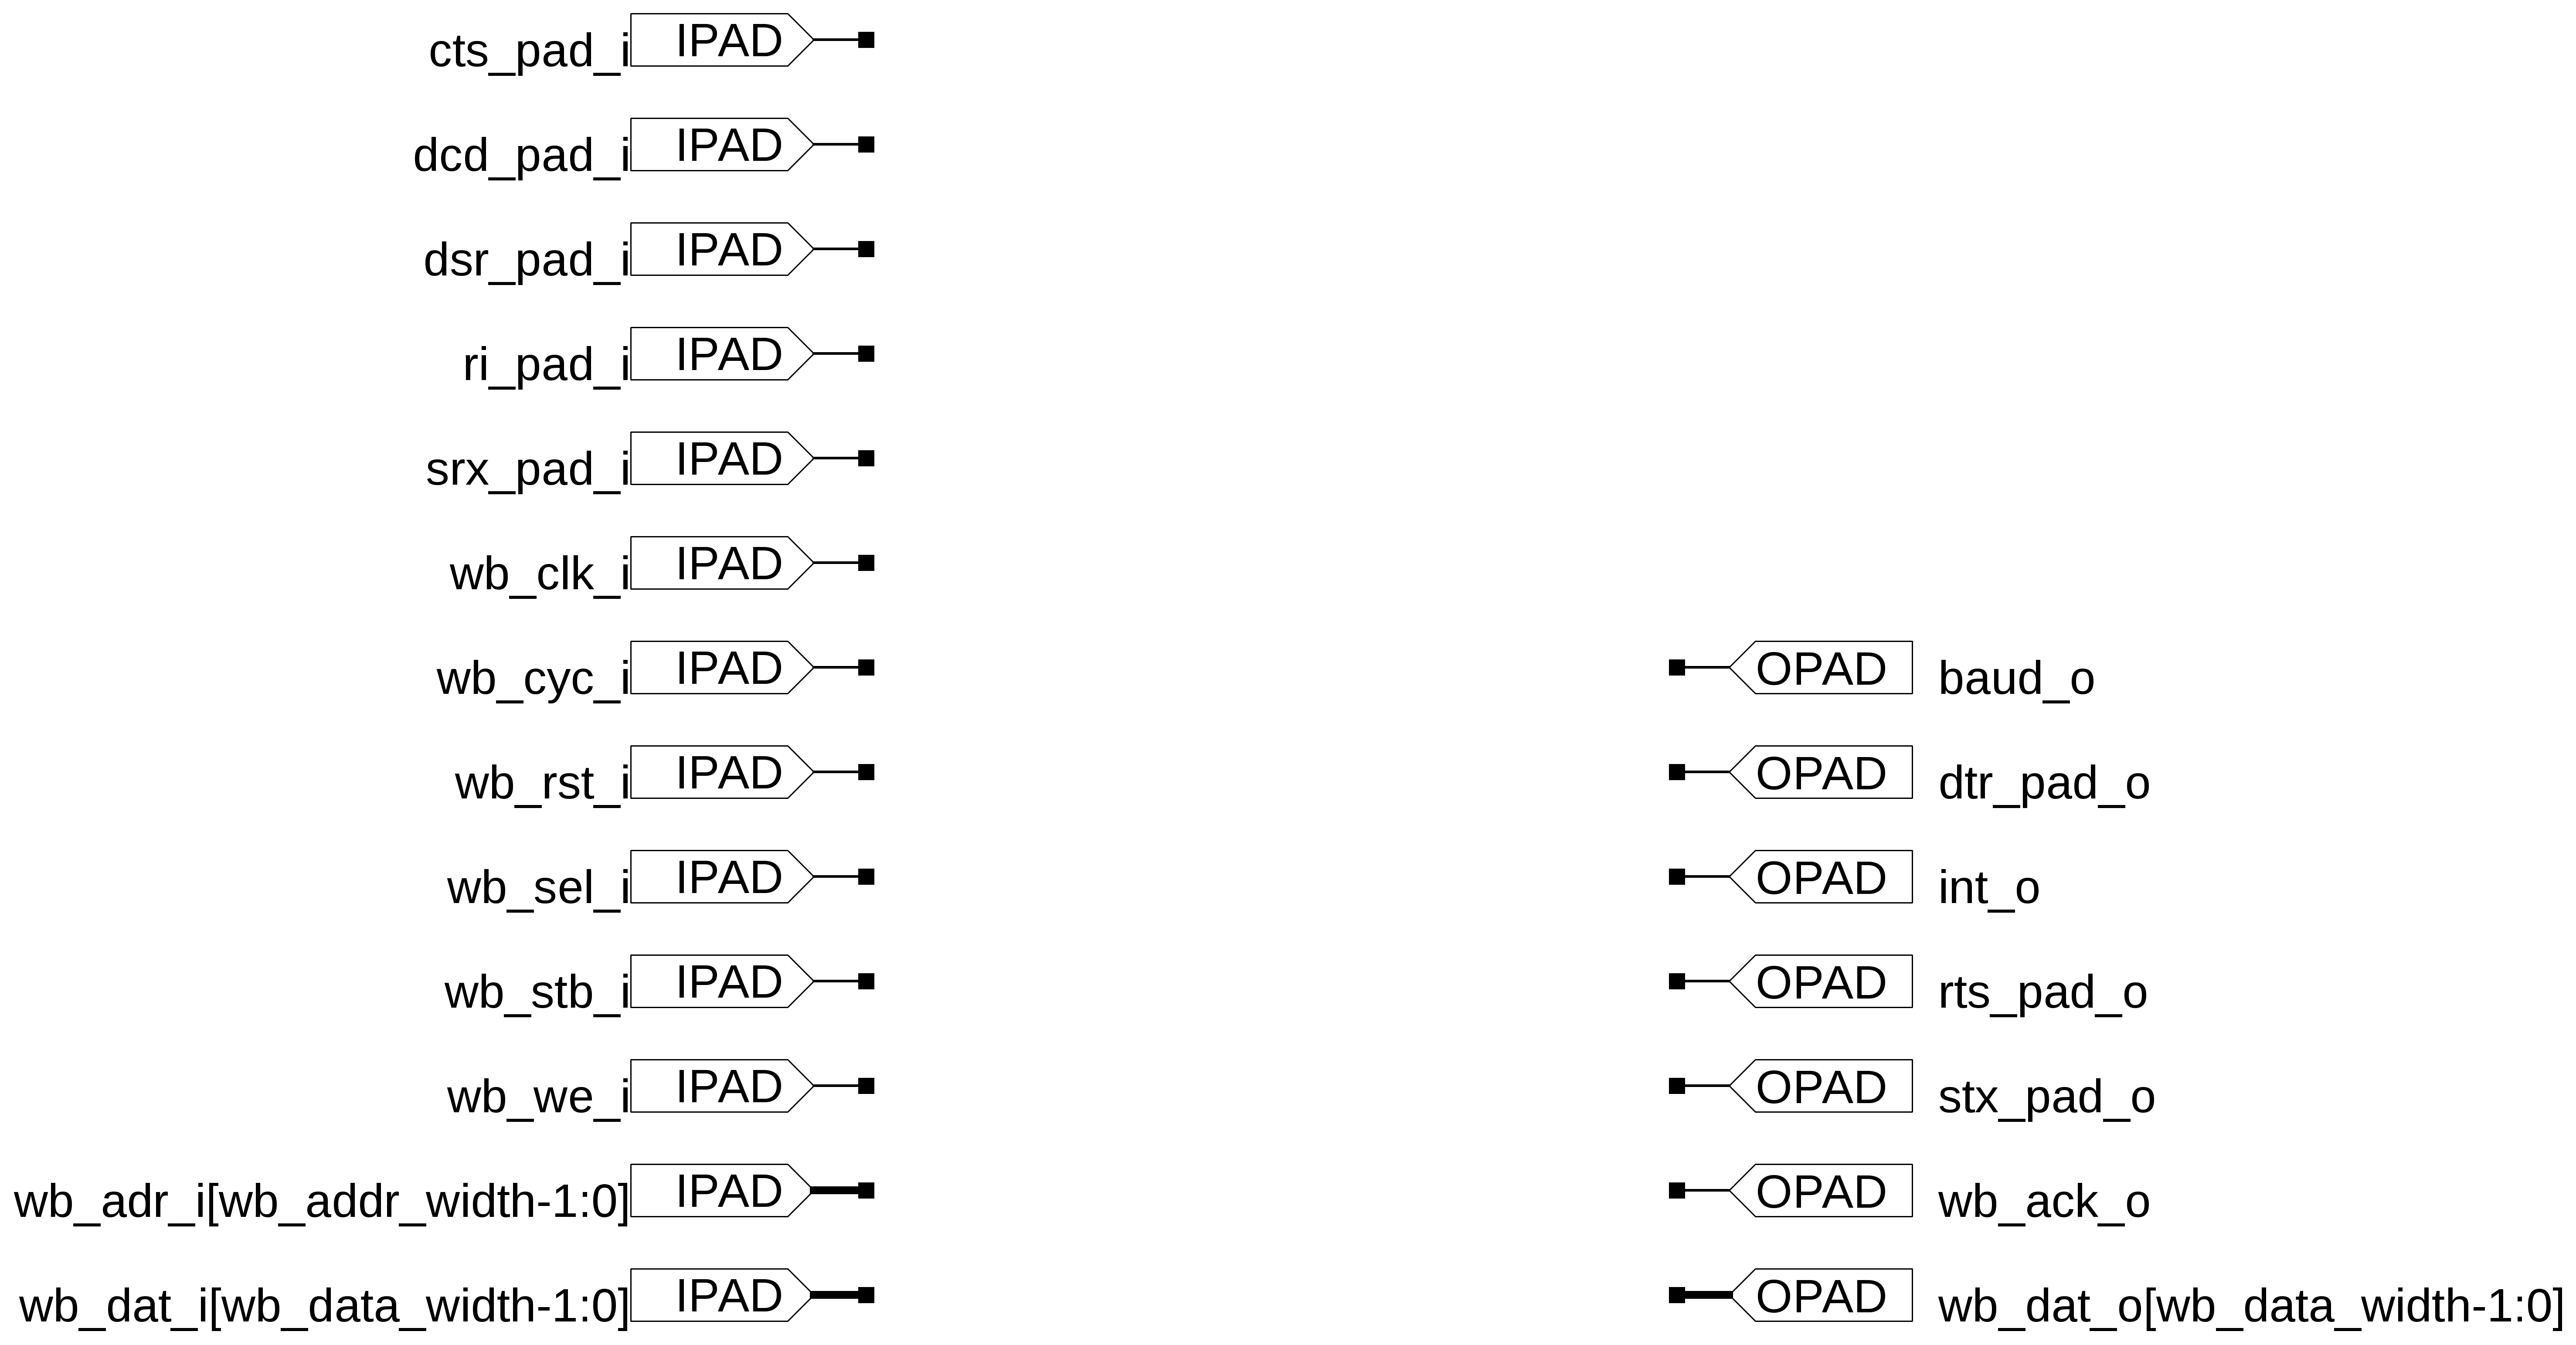 cts_pad_i IPAD
dcd_pad_i IPAD
dsr_pad_i IPAD
ri_pad_i IPAD
srx_pad_i IPAD
wb_clk_i IPAD
wb_cyc_i IPAD OPAD baud_o
wb_rst_i IPAD OPAD dtr_pad_o
wb_sel_i IPAD OPAD int_o
wb_stb_i IPAD OPAD rts_pad_o
wb_we_i IPAD OPAD stx_pad_o
wb_adr_i[wb_addr_width-1:0] IPAD OPAD wb_ack_o
wb_dat_i[wb_data_width-1:0] IPAD OPAD wb_dat_o[wb_data_width-1:0]